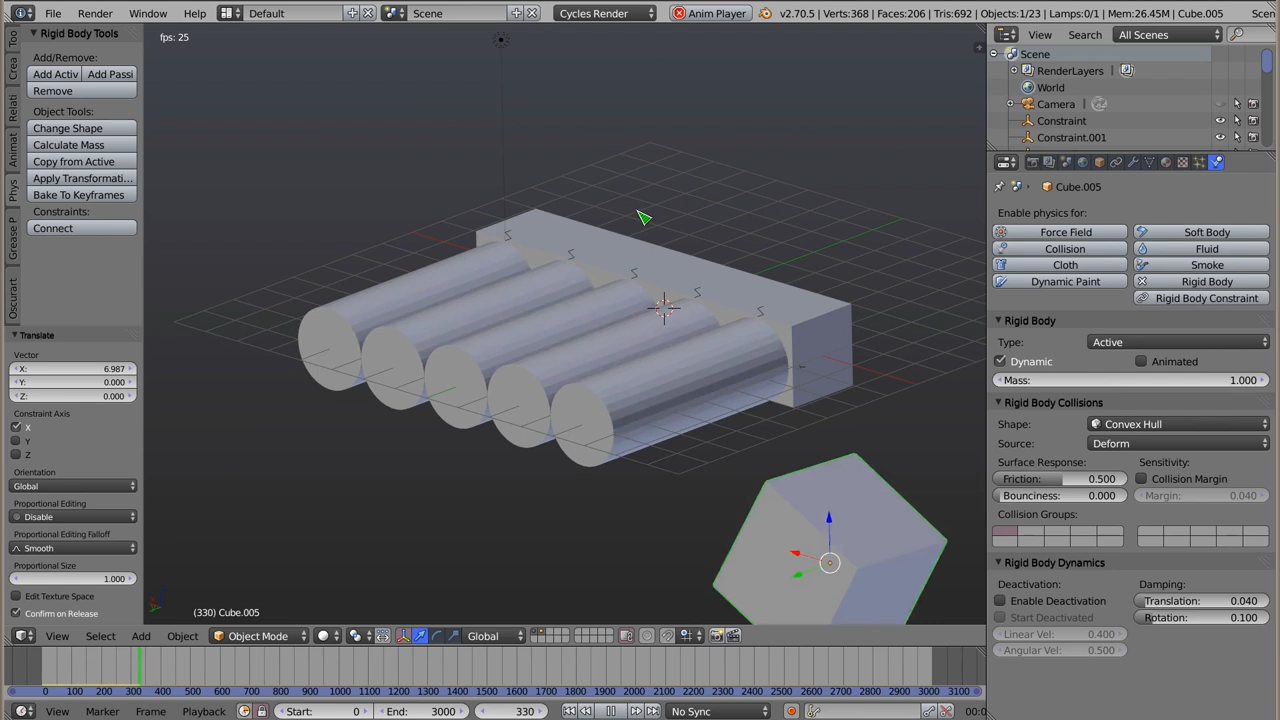 File Render Window Help Default Scene Cycles Render Anim Player v2.70.5 | Verts:368 | Faces:206 | Tris:692 | Objects:1/23 | Lamps:0/1 | Mem:26.45M | Cube.005 Scen
Rigid Body Tools
Add/Remove:
Add Activ Add Passi
Remove
Object Tools:
Change Shape
Calculate Mass
Copy from Active
Apply Transformati...
Bake To Keyframes
Constraints:
Connect
Too
Crea
Relati
Animat
Phys
Grease P
Oscurart
Translate
Vector
X: 6.987
Y: 0.000
Z: 0.000
Constraint Axis
X
Y
Z
Orientation
Global
Proportional Editing
Disable
Proportional Editing Falloff
Smooth
Proportional Size
1.000
Edit Texture Space
Confirm on Release
fps: 25
(330) Cube.005
View Select Add Object Object Mode Global
0 100 200 300 400 500 600 700 800 900 1000 1100 1200 1300 1400 1500 1600 1700 1800 1900 2000 2100 2200 2300 2400 2500 2600 2700 2800 2900 3000 3100
View Marker Frame Playback Start: 0 End: 3000 330 No Sync 00:0
View Search All Scenes
Scene
RenderLayers |
World
Camera |
Constraint
Constraint.001
Cube.005
Enable physics for:
Force Field Soft Body
Collision Fluid
Cloth Smoke
Dynamic Paint Rigid Body
Rigid Body Constraint
Rigid Body
Type: Active
Dynamic Animated
Mass: 1.000
Rigid Body Collisions
Shape: Convex Hull
Source: Deform
Surface Response: Sensitivity:
Friction: 0.500 Collision Margin
Bounciness: 0.000 Margin: 0.040
Collision Groups:
Rigid Body Dynamics
Deactivation: Damping:
Enable Deactivation Translation: 0.040
Start Deactivated Rotation: 0.100
Linear Vel: 0.400
Angular Vel: 0.500